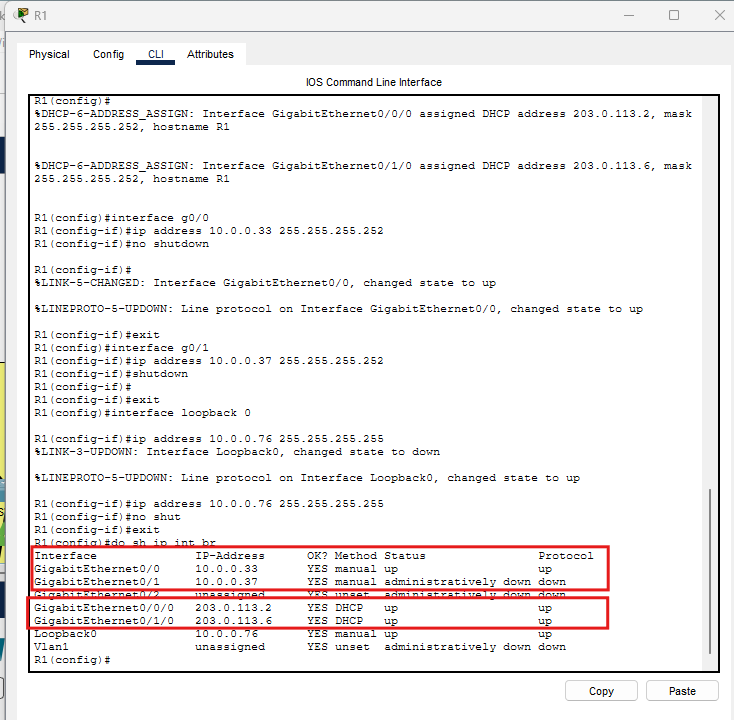 R1
Physical Config CLI Attributes
IOS Command Line Interface
R1(config)#
%DHCP-6-ADDRESS_ASSIGN: Interface GigabitEthernet0/0/0 assigned DHCP address 203.0.113.2, mask
255.255.255.252, hostname R1
%DHCP-6-ADDRESS_ASSIGN: Interface GigabitEthernet0/1/0 assigned DHCP address 203.0.113.6, mask
255.255.255.252, hostname R1
R1(config)#interface g0/0
R1(config-if)#ip address 10.0.0.33 255.255.255.252
R1(config-if)#no shutdown
R1(config-if)#
%LINK-5-CHANGED: Interface GigabitEthernet0/0, changed state to up
%LINEPROTO-5-UPDOWN: Line protocol on Interface GigabitEthernet0/0, changed state to up
R1(config-if)#exit
R1(config)#interface g0/1
R1(config-if)#ip address 10.0.0.37 255.255.255.252
R1(config-if)#shutdown
R1(config-if)#
R1(config-if)#exit
R1(config)#interface loopback 0
R1(config-if)#ip address 10.0.0.76 255.255.255.255
%LINK-3-UPDOWN: Interface Loopback0, changed state to down
%LINEPROTO-5-UPDOWN: Line protocol on Interface Loopback0, changed state to up
R1(config-if)#ip address 10.0.0.76 255.255.255.255
R1(config-if)#no shut
R1(config-if)#exit
R1(config)#do sh ip int br
Interface IP-Address OK? Method Status Protocol
GigabitEthernet0/0 10.0.0.33 YES manual up up
GigabitEthernet0/1 10.0.0.37 YES manual administratively down down
GigabitEthernet0/2 unassigned YES unset administratively down down
GigabitEthernet0/0/0 203.0.113.2 YES DHCP up up
GigabitEthernet0/1/0 203.0.113.6 YES DHCP up up
Loopback0 10.0.0.76 YES manual up up
Vlan1 unassigned YES unset administratively down down
R1(config)#
Copy Paste